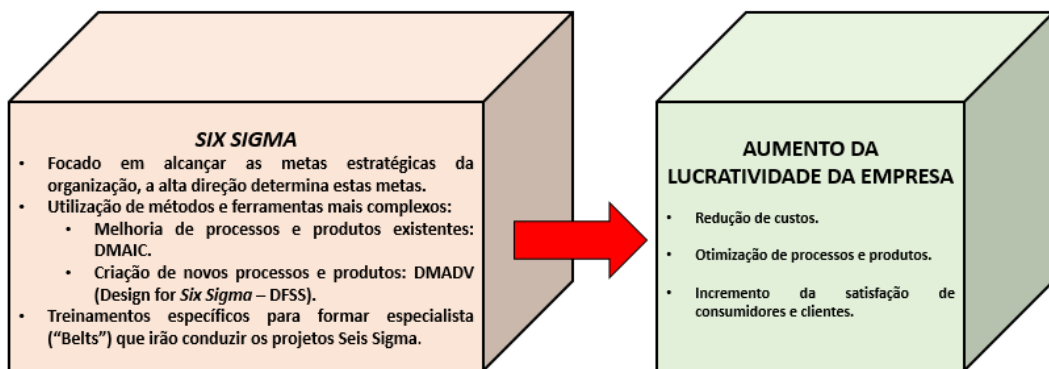 SIX SIGMA
• Focado em alcançar as metas estratégicas da
organização, a alta direção determina estas metas.
• Utilização de métodos e ferramentas mais complexos:
• Melhoria de processos e produtos existentes:
DMAIC.
• Criação de novos processos e produtos: DMADV
(Design for Six Sigma – DFSS).
• Treinamentos específicos para formar especialista
(“Belts”) que irão conduzir os projetos Seis Sigma.
AUMENTO DA
LUCRATIVIDADE DA EMPRESA
• Redução de custos.
• Otimização de processos e produtos.
• Incremento da satisfação de
consumidores e clientes.